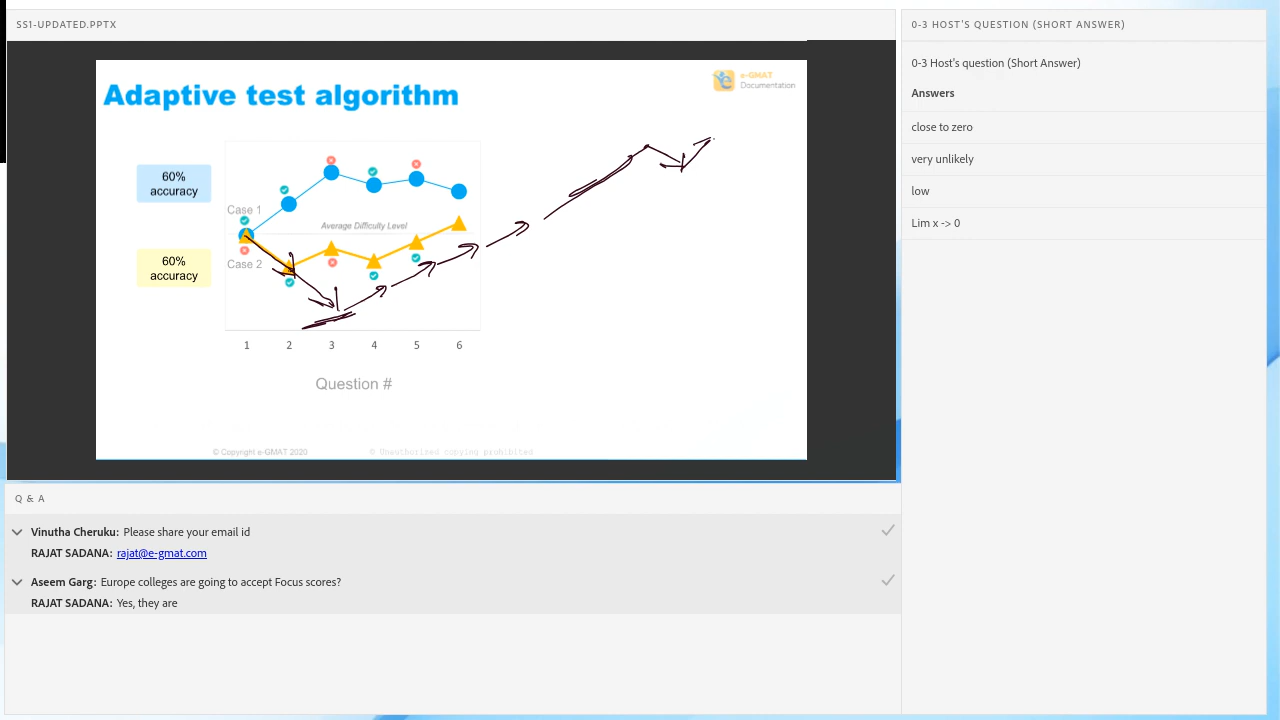 SS1-UPDATED.PPTX
Adaptive test algorithm
e-GMAT
Documentation
60%
accuracy
Case 1
Average Difficulty Level
Case 2
60%
accuracy
1 2 3 4 5 6
Question #
© Copyright e-GMAT 2020
© Unauthorised copying prohibited
Q & A
Vinutha Cheruku: Please share your email id
RAJAT SADANA: rajat@e-gmat.com
Aseem Garg: Europe colleges are going to accept Focus scores?
RAJAT SADANA: Yes, they are
0-3 HOST'S QUESTION (SHORT ANSWER)
0-3 Host's question (Short Answer)
Answers
close to zero
very unlikely
low
Lim x -> 0